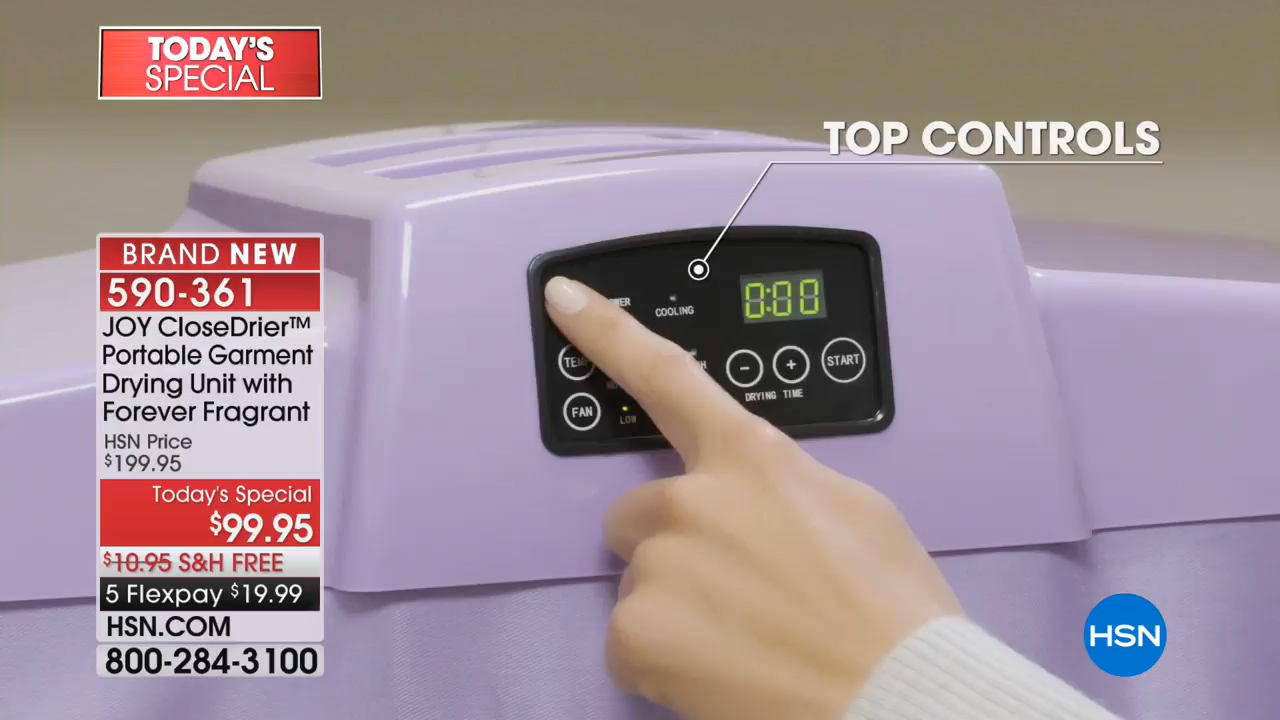 TODAY'S
SPECIAL
TOP CONTROLS
BRAND NEW
590-361
JOY CloseDrier™
Portable Garment
Drying Unit with
Forever Fragrant
HSN Price
$199.95
Today's Special
$99.95
$10.95 S&H FREE
5 Flexpay $19.99
HSN.COM
800-284-3100
COOLING
0:00
FAN
LOW
-
+
START
DRYING TIME
HSN